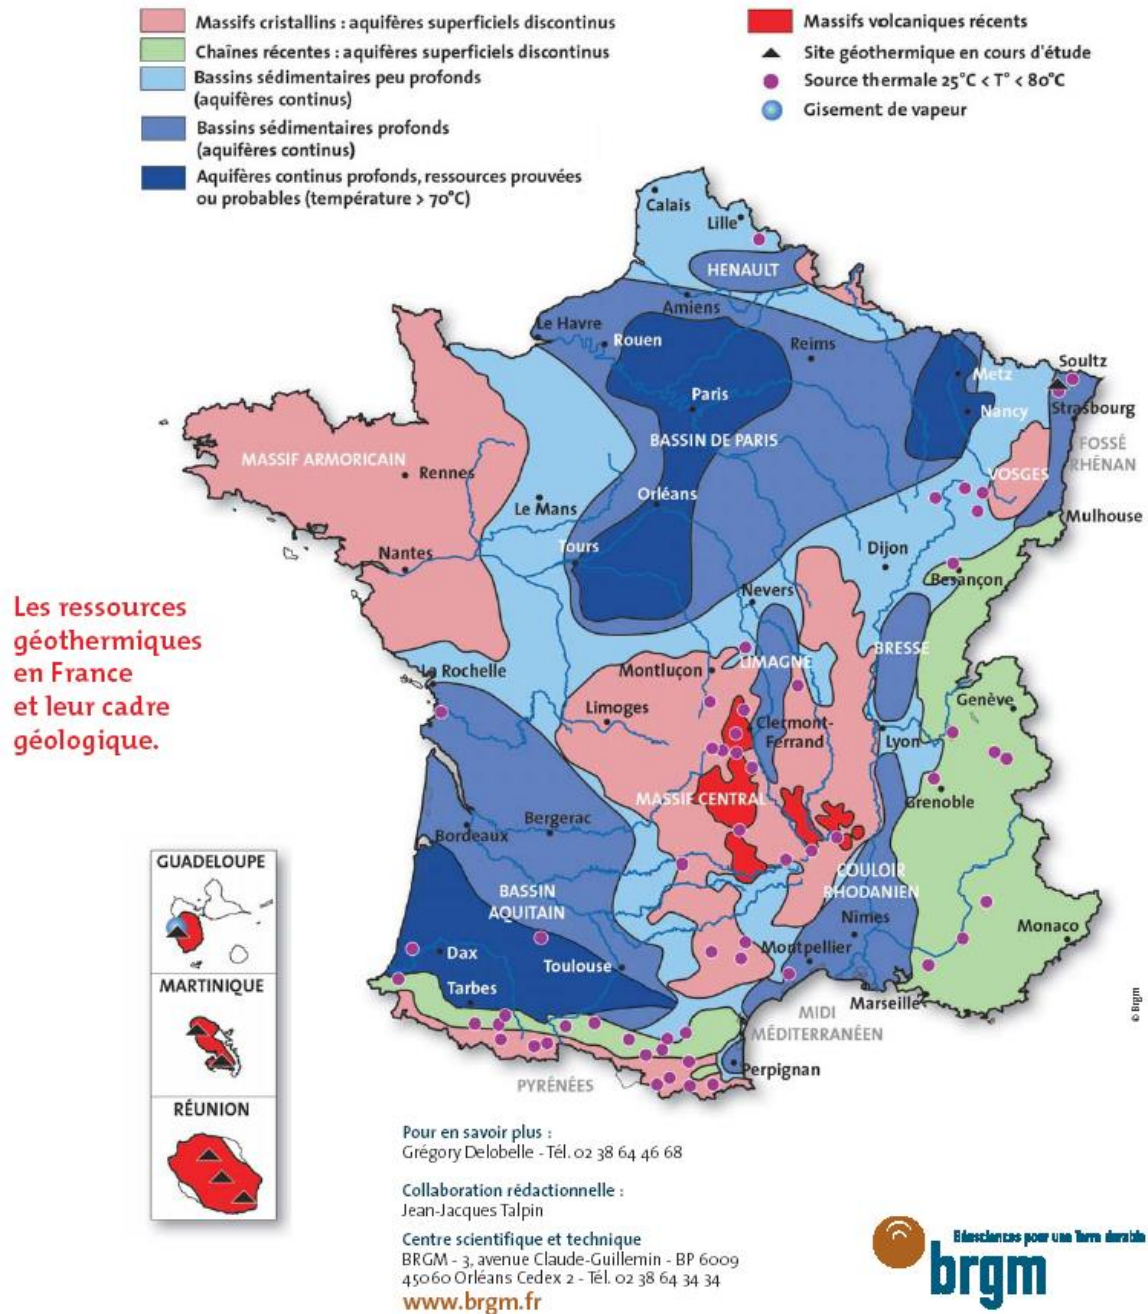 Massifs cristallins : aquifères superficiels discontinus
Chaînes récentes : aquifères superficiels discontinus
Bassins sédimentaires peu profonds
(aquifères continus)
Bassins sédimentaires profonds
(aquifères continus)
Aquifères continus profonds, ressources prouvées
ou probables (température > 70°C)
Massifs volcaniques récents
Site géothermique en cours d'étude
Source thermale 25°C < T° < 80°C
Gisement de vapeur
Calais
Lille
HENAULT
Amiens
Le Havre
Rouen
Reims
Soultz
Metz
Paris
Nancy
Strasbourg
BASSIN DE PARIS
FOSSÉ
RHÉNAN
MASSIF ARMORICAIN
Rennes
VOSGES
Orléans
Le Mans
Mulhouse
Tours
Dijon
Nantes
Besançon
Nevers
Les ressources
géothermiques
en France
et leur cadre
géologique.
BRESSE
La Rochelle
Montluçon
LIMAGNE
Genève
Limoges
Clermont-
Ferrand
Lyon
MASSIF CENTRAL
Grenoble
Bergerac
Bordeaux
COULOIR
RHODANIEN
BASSIN
AQUITAIN
Nîmes
Monaco
Montpellier
Dax
Toulouse
Tarbes
Marseille
MIDI
MÉDITERRANÉEN
Perpignan
PYRÉNÉES
© Brgm
GUADELOUPE
MARTINIQUE
RÉUNION
Pour en savoir plus :
Grégory Delobelle - Tél. 02 38 64 46 68
Collaboration rédactionnelle :
Jean-Jacques Talpin
Centre scientifique et technique
BRGM - 3, avenue Claude-Guillemin - BP 6009
45060 Orléans Cedex 2 - Tél. 02 38 64 34 34
www.brgm.fr
Géosciences pour une Terre durable
brgm